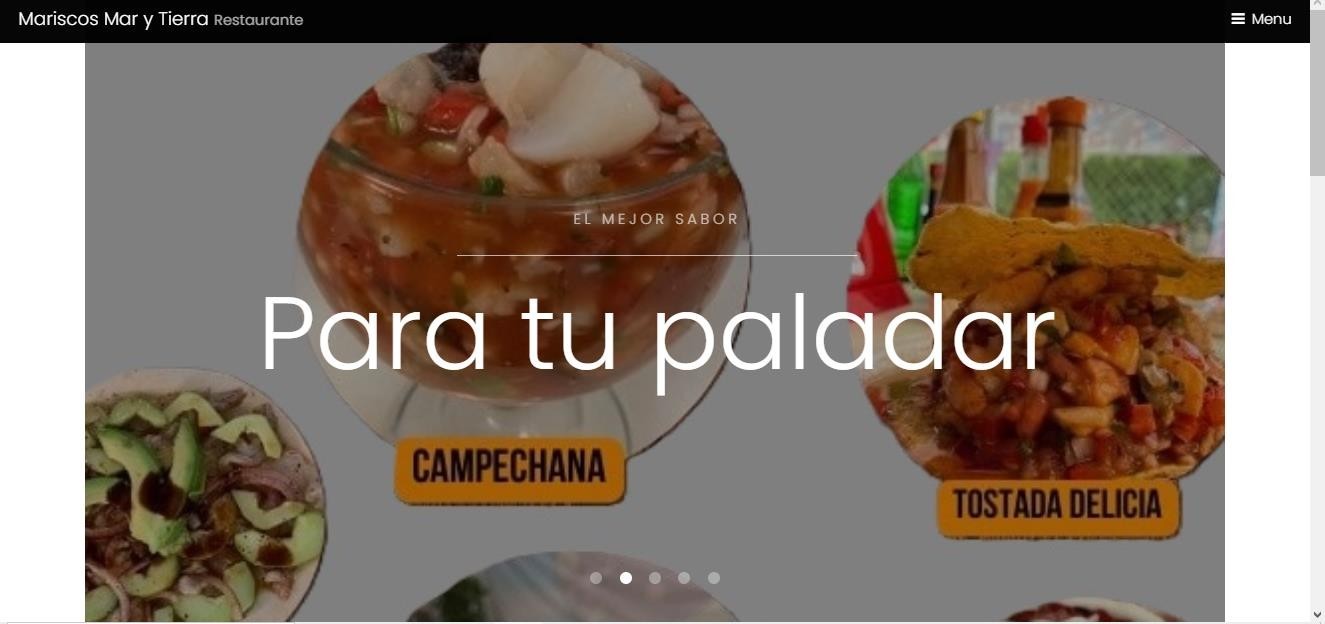 Mariscos Mar y Tierra Restaurante
Menu
EL MEJOR SABOR
Para tu paladar
CAMPECHANA
TOSTADA DELICIA